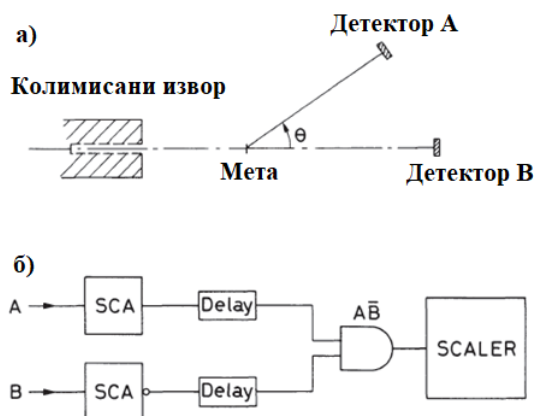 а)
Детектор А
Колимисани извор
θ
Мета
Детектор В
б)
A
SCA
Delay
AB̅
SCALER
B
SCA
Delay